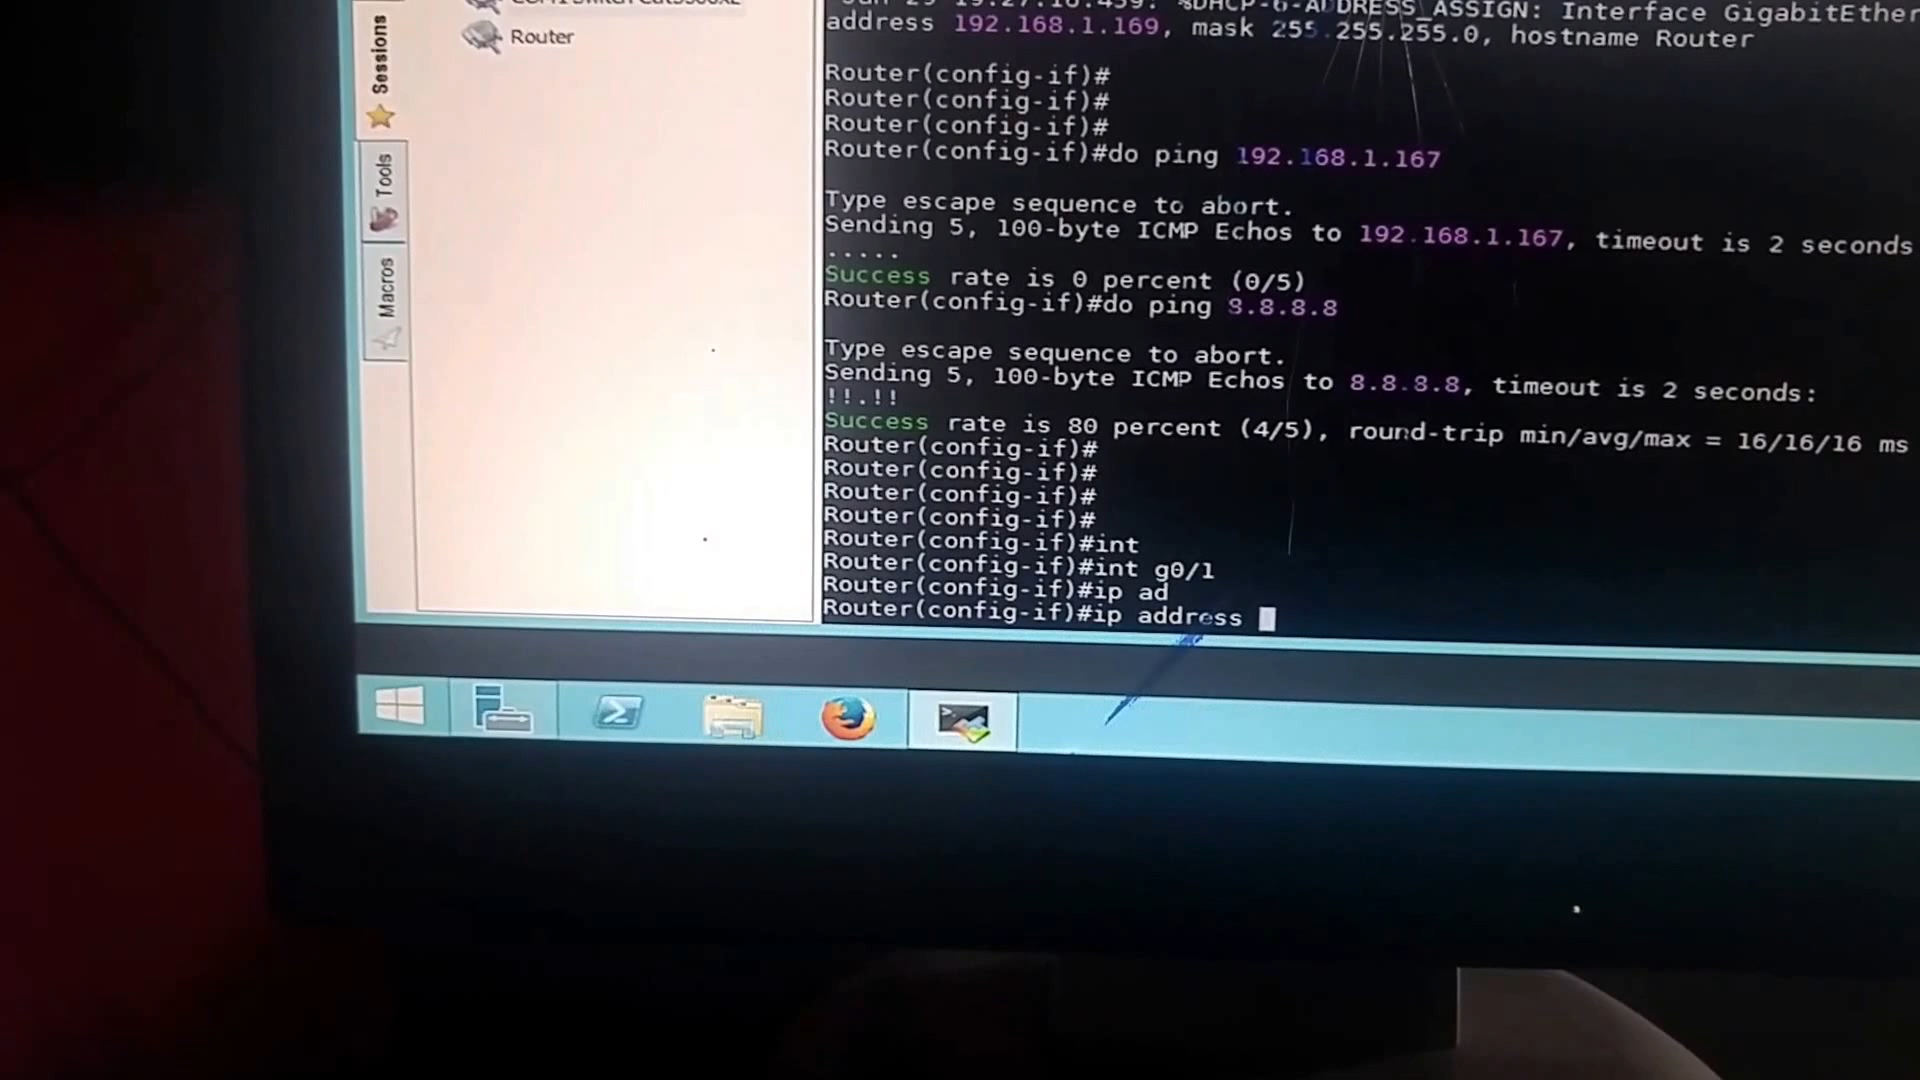 Sessions
Tools
Macros
Router
%DHCP-6-ADDRESS_ASSIGN: Interface GigabitEther
address 192.168.1.169, mask 255.255.255.0, hostname Router
Router(config-if)#
Router(config-if)#
Router(config-if)#
Router(config-if)#do ping 192.168.1.167
Type escape sequence to abort.
Sending 5, 100-byte ICMP Echos to 192.168.1.167, timeout is 2 seconds
.....
Success rate is 0 percent (0/5)
Router(config-if)#do ping 8.8.8.8
Type escape sequence to abort.
Sending 5, 100-byte ICMP Echos to 8.8.8.8, timeout is 2 seconds:
!!.!!
Success rate is 80 percent (4/5), round-trip min/avg/max = 16/16/16 ms
Router(config-if)#
Router(config-if)#
Router(config-if)#
Router(config-if)#
Router(config-if)#int
Router(config-if)#int g0/1
Router(config-if)#ip ad
Router(config-if)#ip address